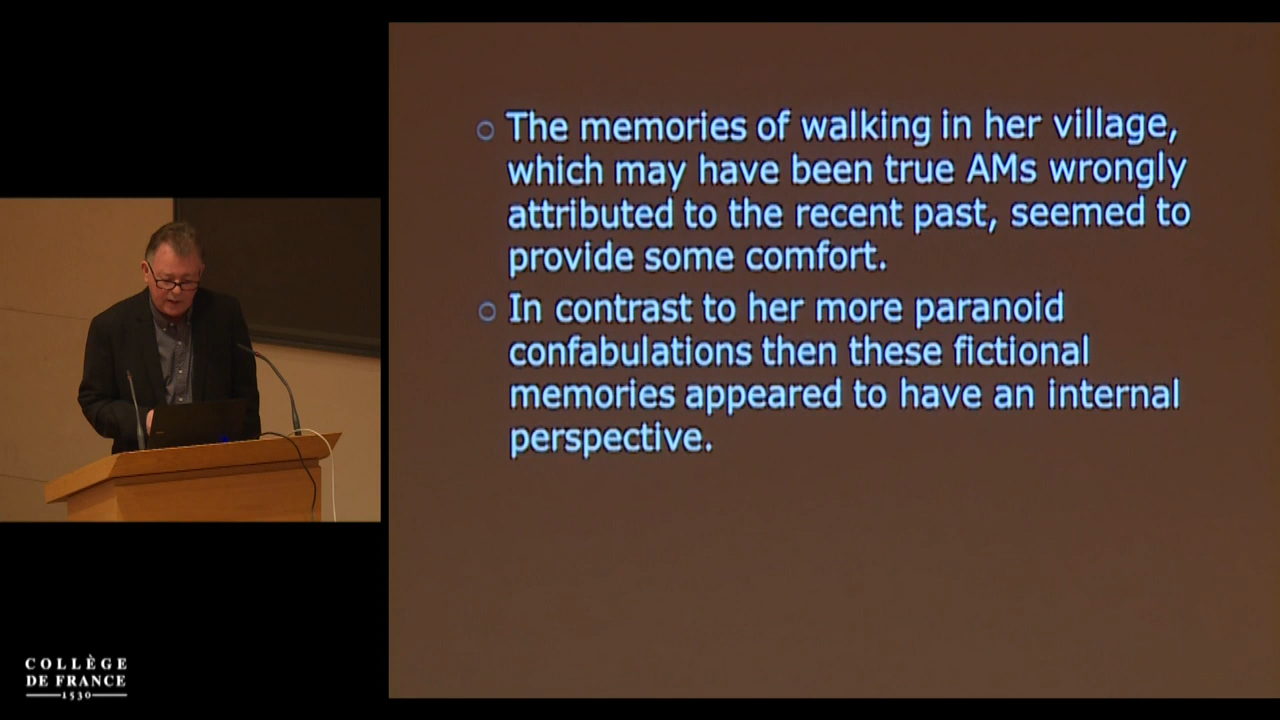 The memories of walking in her village,
which may have been true AMs wrongly
attributed to the recent past, seemed to
provide some comfort.
In contrast to her more paranoid
confabulations then these fictional
memories appeared to have an internal
perspective.
COLLÈGE
DE FRANCE
1530